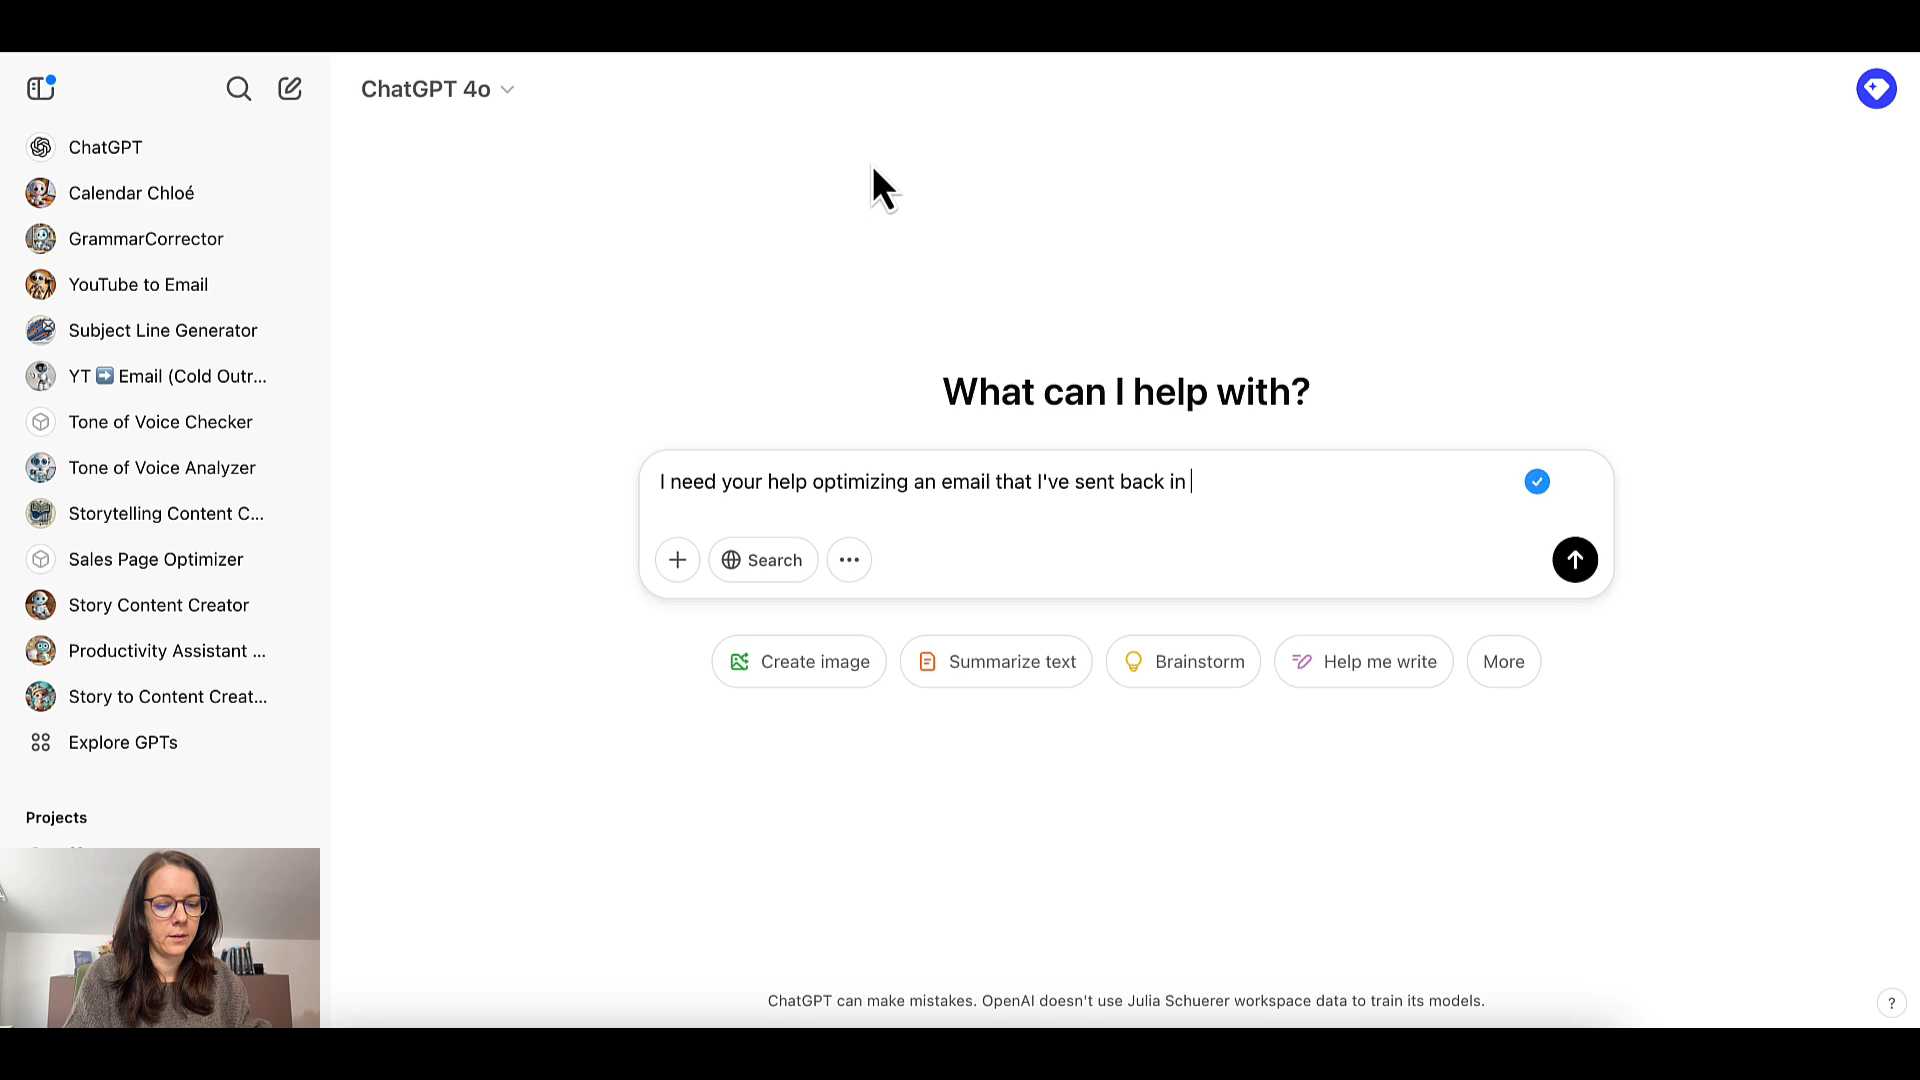 ChatGPT
Calendar Chloé
GrammarCorrector
YouTube to Email
Subject Line Generator
YT ➡️ Email (Cold Outr...
Tone of Voice Checker
Tone of Voice Analyzer
Storytelling Content C...
Sales Page Optimizer
Story Content Creator
Productivity Assistant ...
Story to Content Creat...
Explore GPTs
Projects
ChatGPT 4o
What can I help with?
I need your help optimizing an email that I've sent back in
Search
Create image
Summarize text
Brainstorm
Help me write
More
ChatGPT can make mistakes. OpenAI doesn't use Julia Schuerer workspace data to train its models.
?